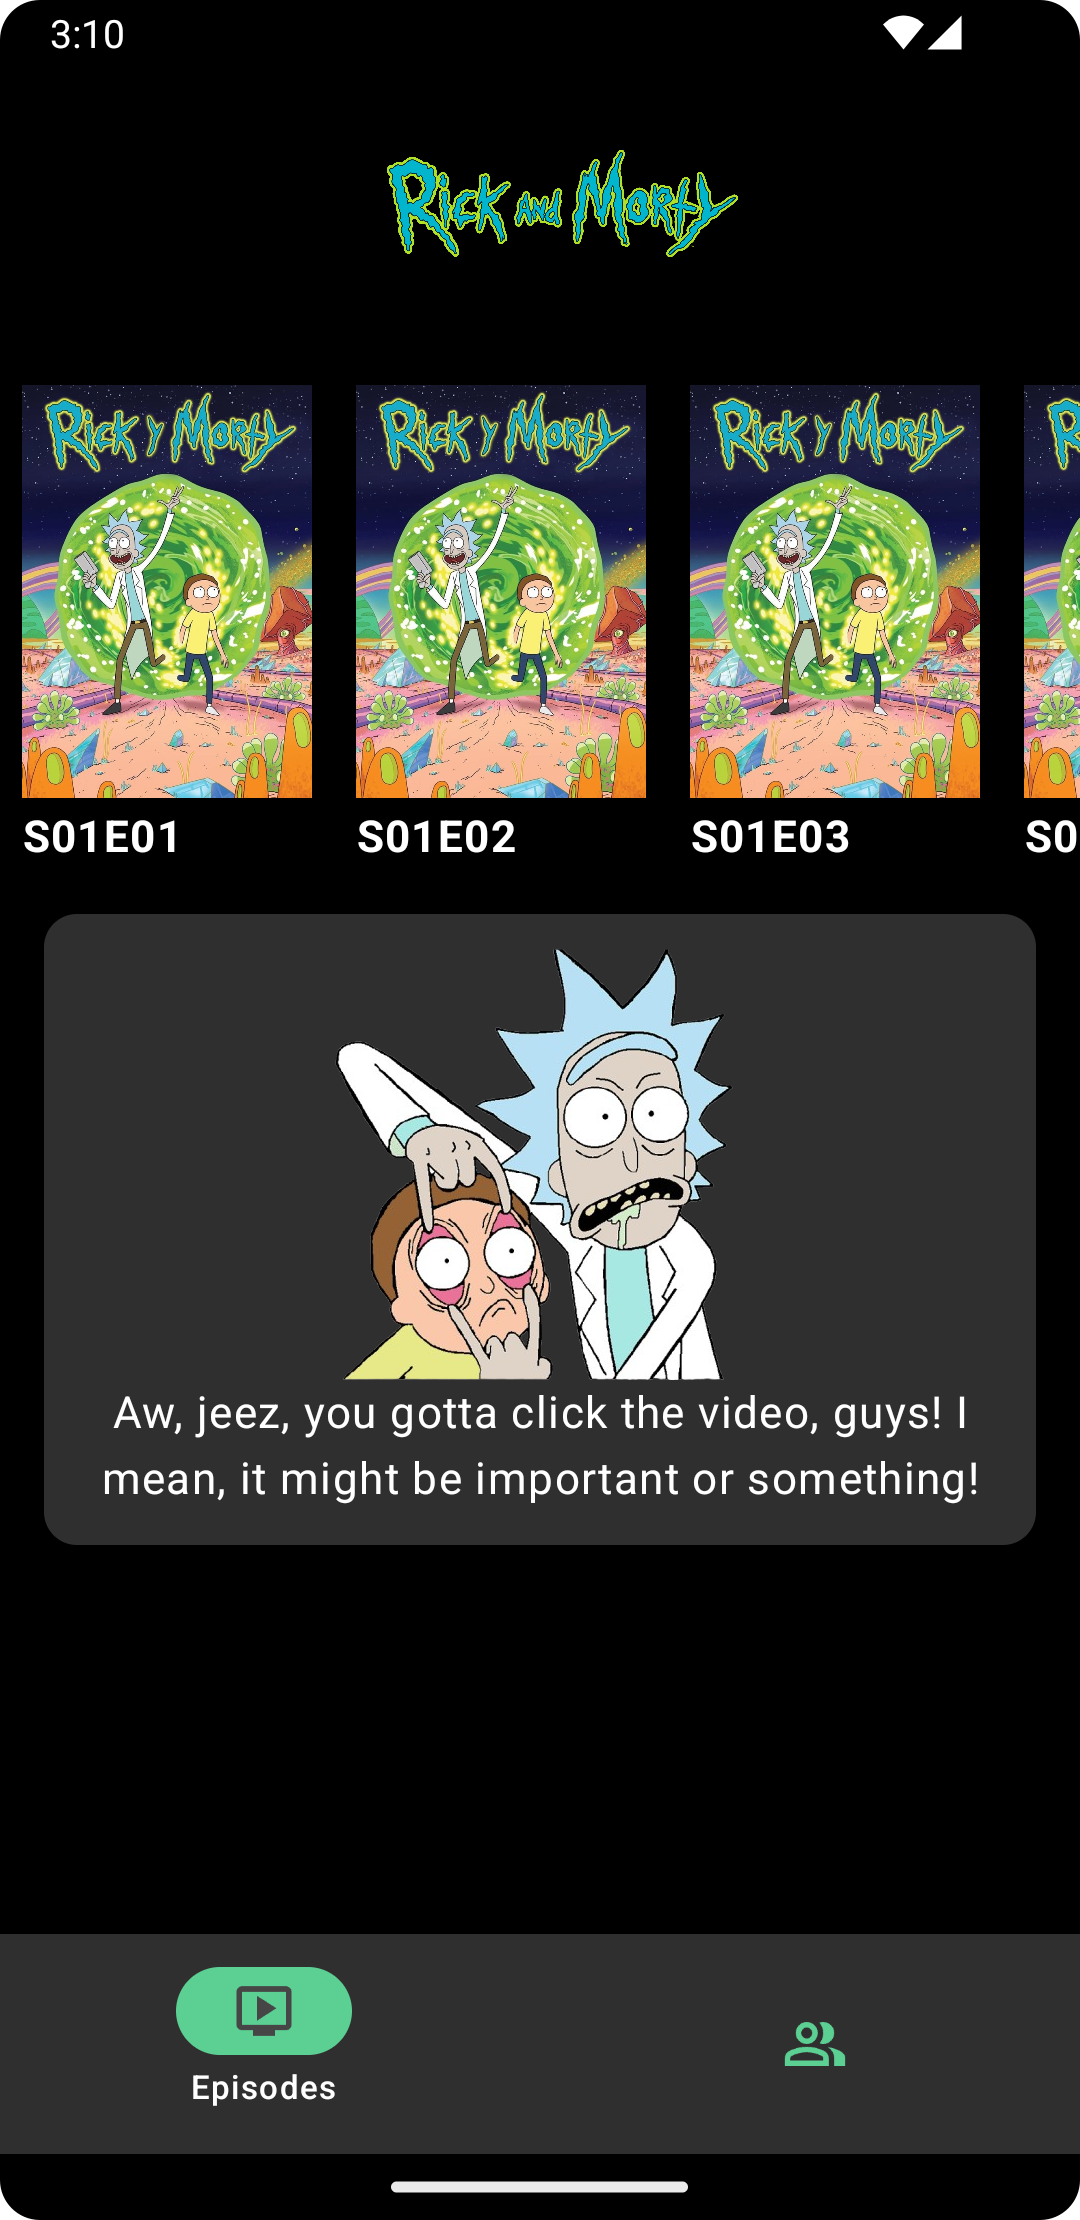 3:10
Rick and Morty
Rick y Morty
Rick y Morty
Rick y Morty
R
S01E01
S01E02
S01E03
S0
Aw, jeez, you gotta click the video, guys! I
mean, it might be important or something!
Episodes